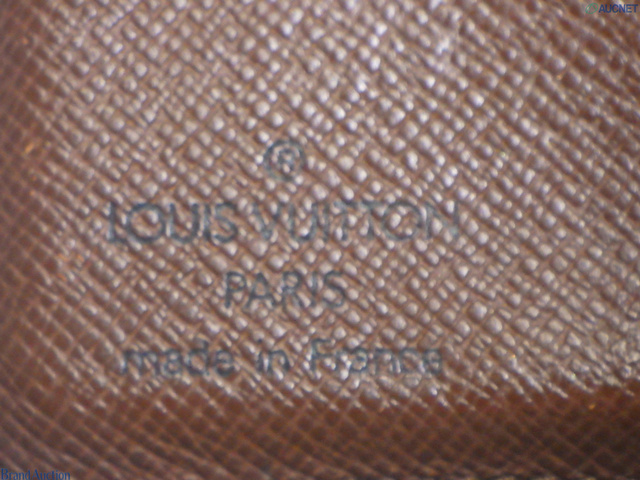 AUCNET
®
LOUIS VUITTON
PARIS
made in France
Brand Auction